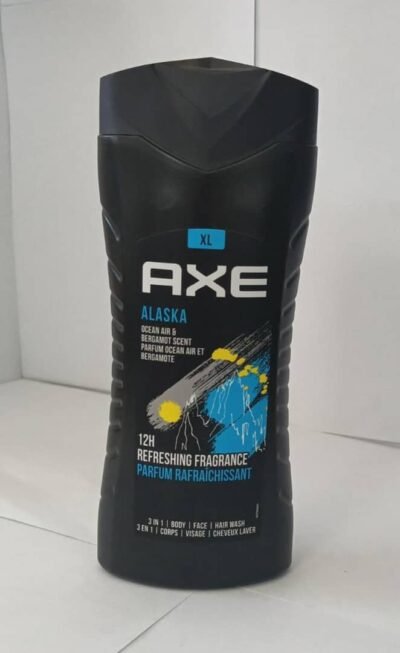 XL
AXE
ALASKA
OCEAN AIR &
BERGAMOT SCENT
PARFUM OCEAN AIR ET
BERGAMOTE
12H
REFRESHING FRAGRANCE
PARFUM RAFRAÎCHISSANT
3 IN 1 | BODY | FACE | HAIR WASH
3 EN 1 | CORPS | VISAGE | CHEVEUX LAVER